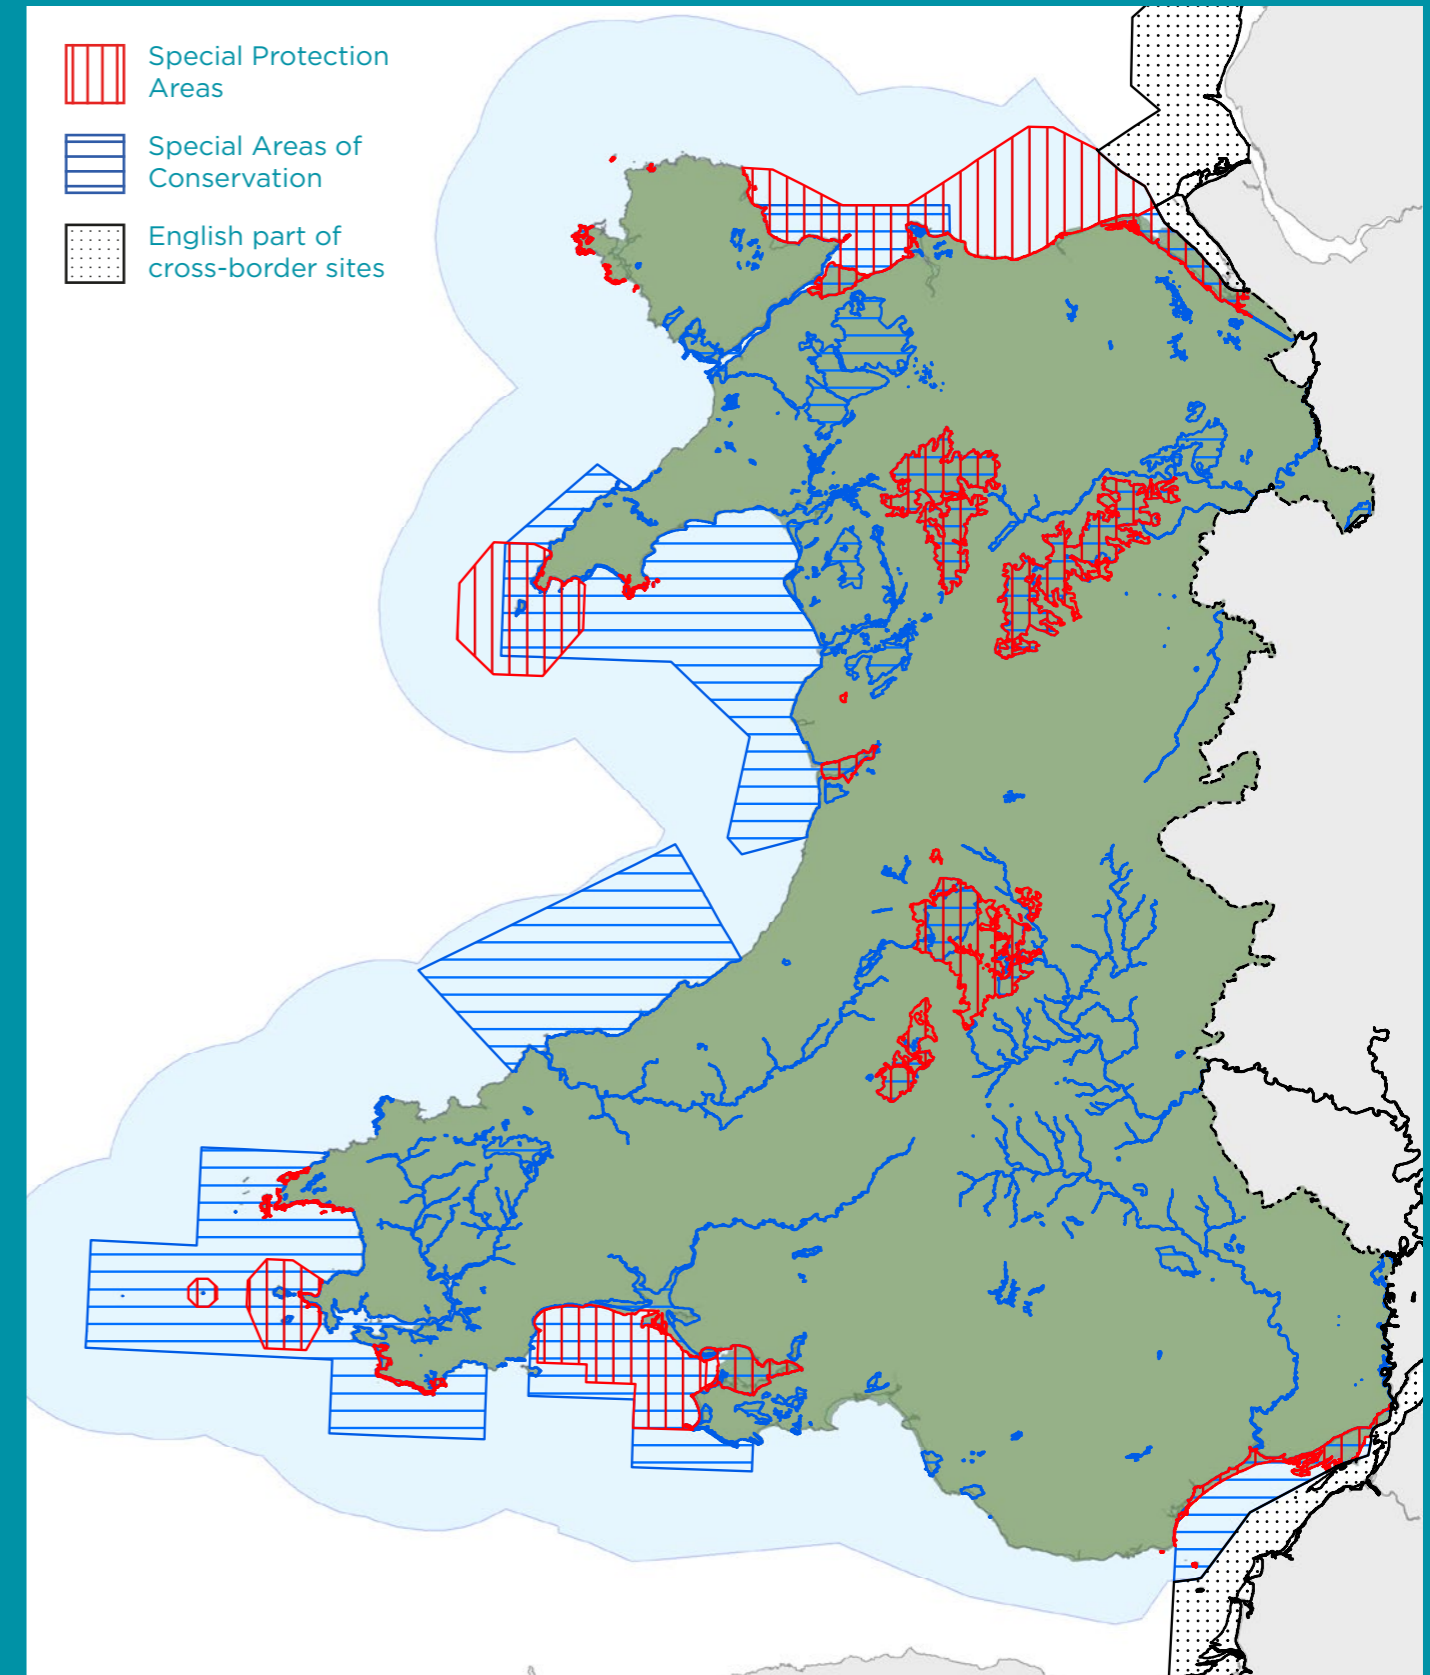 Special Protection
Areas
Special Areas of
Conservation
English part of
cross-border sites